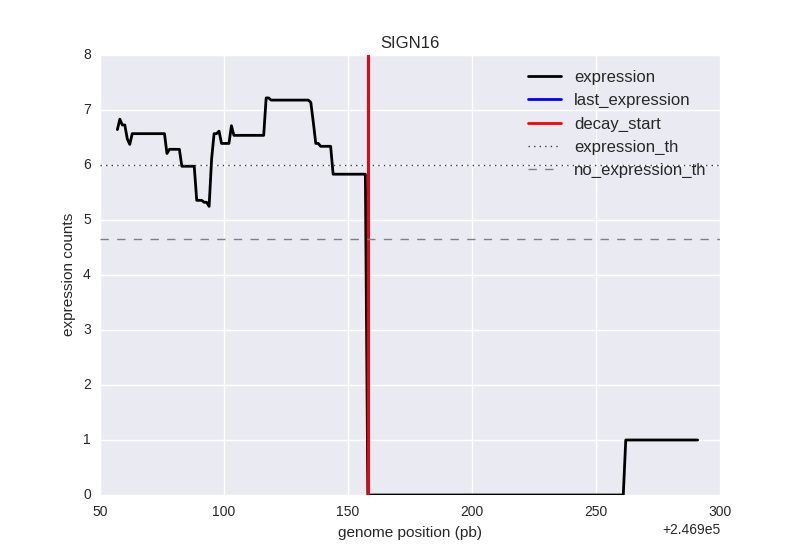 SIGN16
8
7
6
5
4
3
2
1
0
expression counts
expression
last_expression
decay_start
expression_th
no_expression_th
50 100 150 200 250 300
genome position (pb)
+2.469e5